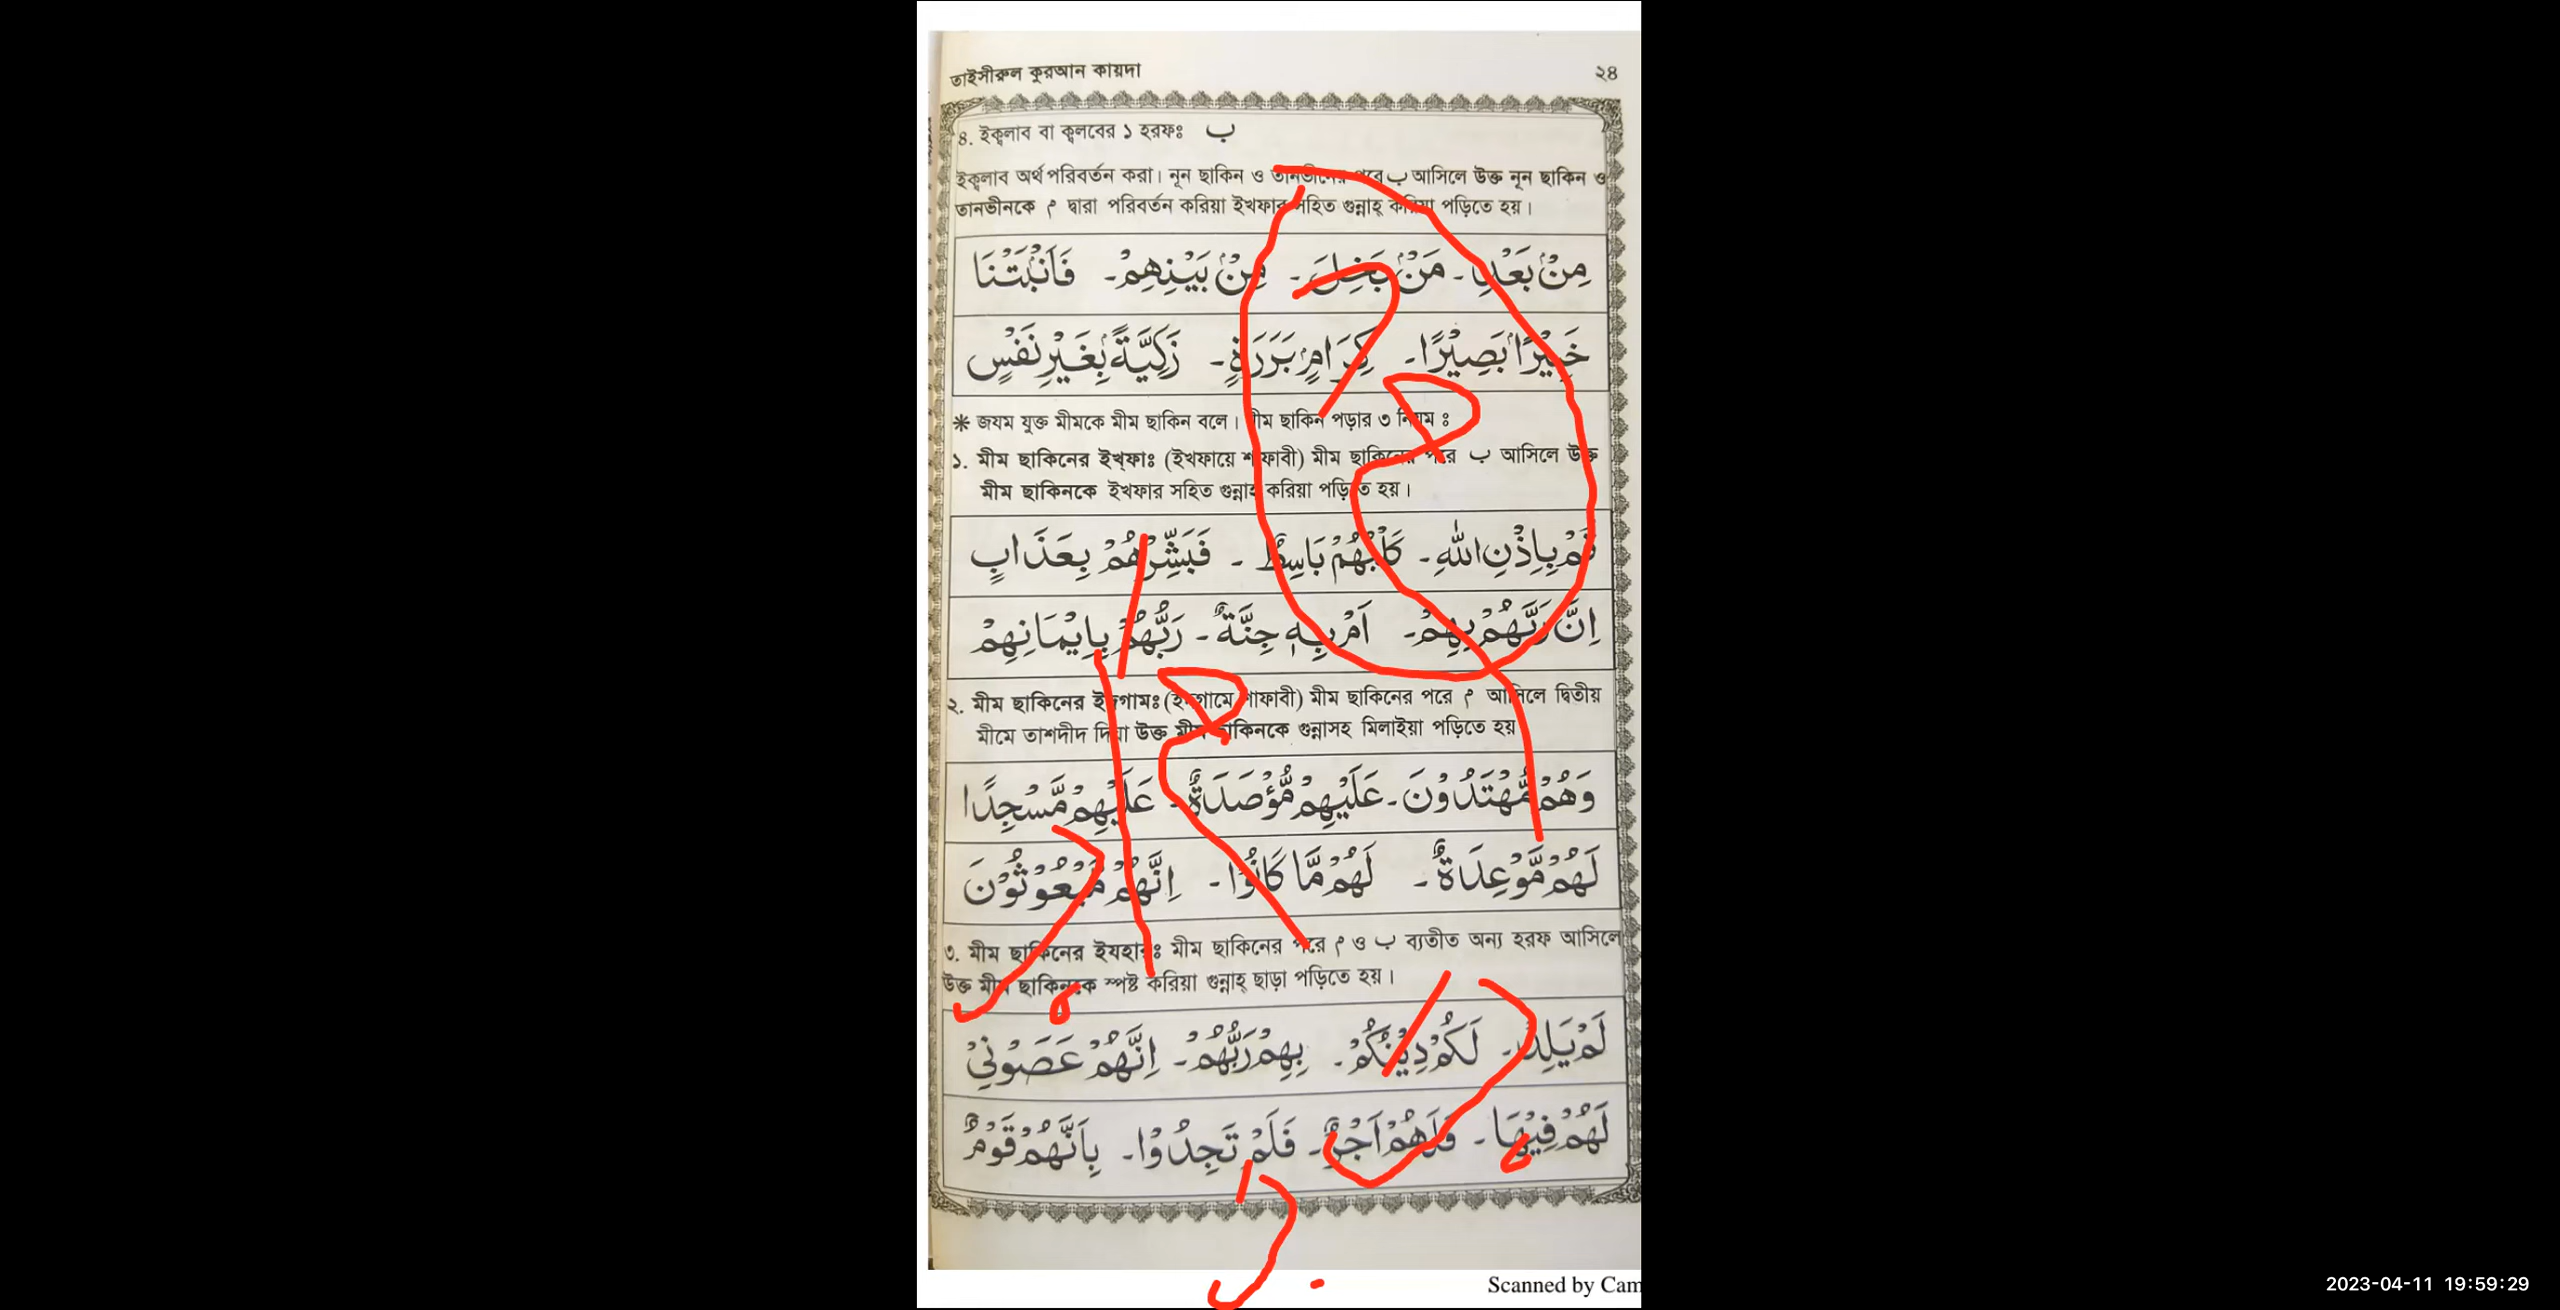 তাইসীরুল কুরআন কায়দা ২৪
৪. ইক্বলাব বা ক্বলবের ১ হরফঃ ب
ইক্বলাব অর্থ পরিবর্তন করা। নূন ছাকিন ও তানভীনের পরে ب আসিলে উক্ত নূন ছাকিন ও
তানভীনকে م দ্বারা পরিবর্তন করিয়া ইখফার সহিত গুন্নাহ্ করিয়া পড়িতে হয়।
مِنْۢ بَعْدِ۔ مَنْۢ بَخِلَ۔ مِنْۢ بَيْنِهِمْ۔ فَاَنْۢبَتْنَا
خَبِيْرًاۢ بَصِيْرًا۔ كِرَامٍۭ بَرَرَةٍ۔ زَكِيَّةًۢ بِغَيْرِ نَفْسٍ
* জযম যুক্ত মীমকে মীম ছাকিন বলে। মীম ছাকিন পড়ার ৩ নিয়ম ঃ
১. মীম ছাকিনের ইখ্ফাঃ (ইখফায়ে শাফাবী) মীম ছাকিনের পরে ب আসিলে উক্ত
মীম ছাকিনকে ইখফার সহিত গুন্নাহ করিয়া পড়িতে হয়।
قُمْ بِاِذْنِ اللّٰهِ۔ كَلْبُهُمْ بَاسِطٌ۔ فَبَشِّرْهُمْ بِعَذَابٍ
اِنَّ رَبَّهُمْ بِهِمْ۔ اَمْ بِهٖ جِنَّةٌ۔ رَبُّهُمْ بِاِيْمَانِهِمْ
২. মীম ছাকিনের ইদগামঃ (ইদগামে শাফাবী) মীম ছাকিনের পরে م আসিলে দ্বিতীয়
মীমে তাশদীদ দিয়া উক্ত মীম ছাকিনকে গুন্নাসহ মিলাইয়া পড়িতে হয়
وَهُمْ مُّهْتَدُوْنَ۔ عَلَيْهِمْ مُّؤْصَدَةٌ۔ عَلَيْهِمْ مَّسْجِدًا
لَهُمْ مَّوْعِدَةٌ۔ لَهُمْ مَّا كَانُوْا۔ اِنَّهُمْ مَّبْعُوْثُوْنَ
৩. মীম ছাকিনের ইযহারঃ মীম ছাকিনের পরে م ও ب ব্যতীত অন্য হরফ আসিলে
উক্ত মীম ছাকিনকে স্পষ্ট করিয়া গুন্নাহ্ ছাড়া পড়িতে হয়।
لَمْ يَلِدْ۔ لَكُمْ دِيْنُكُمْ۔ بِهِمْ رَبُّهُمْ۔ اِنَّهُمْ عَصَوْنِيْ
لَهُمْ فِيْهَا۔ فَلَهُمْ اَجْرٌ۔ فَلَمْ تَجِدُوْا۔ بِاَنَّهُمْ قَوْمٌ
Scanned by Cam
2023-04-11 19:59:29